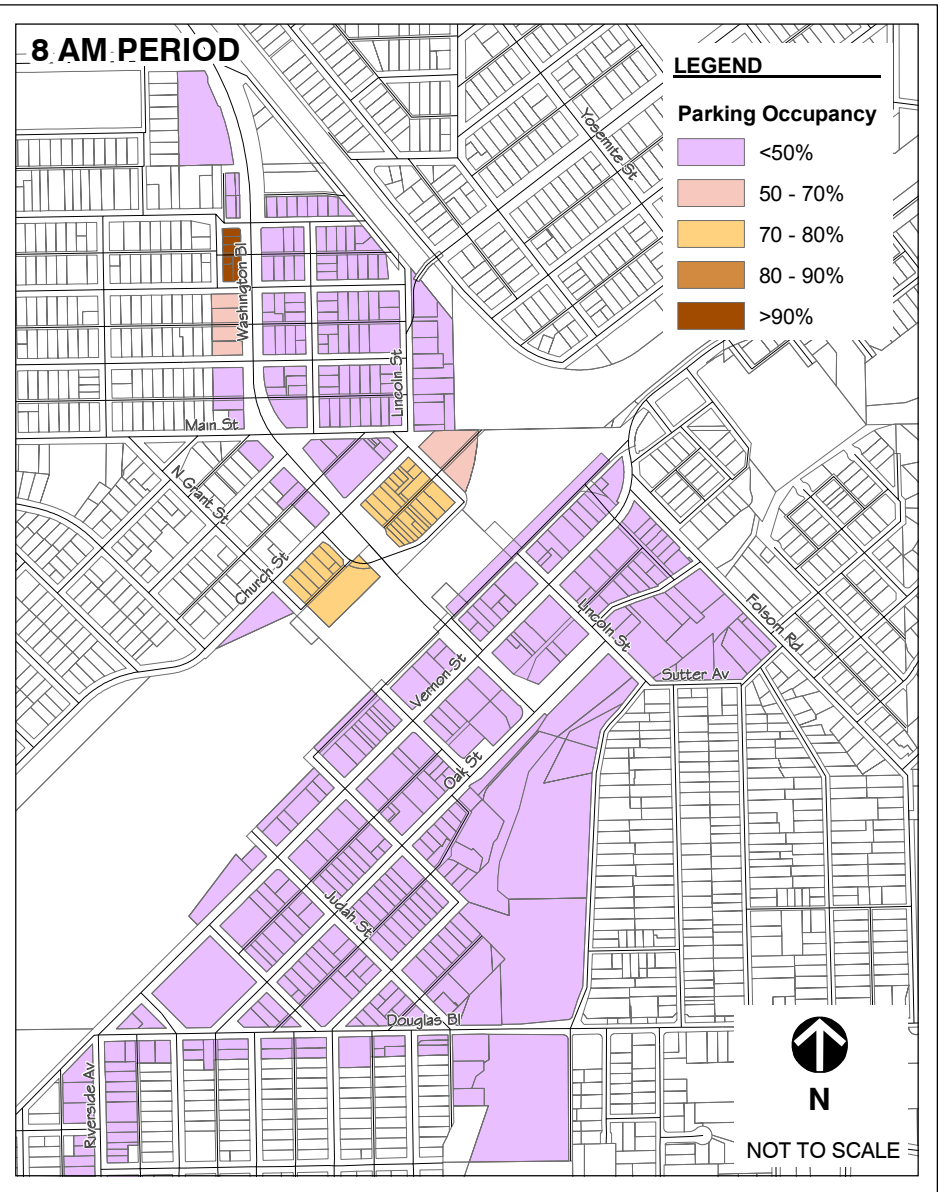 8 AM PERIOD
LEGEND
Parking Occupancy
<50%
50 - 70%
70 - 80%
80 - 90%
>90%
Yosemite St
Washington Bl
Lincoln St
Main St
N Grant St
Church St
Lincoln St
Folsom Rd
Sutter Av
Vernon St
Oak St
Judah St
Douglas Bl
Riverside Av
N
NOT TO SCALE